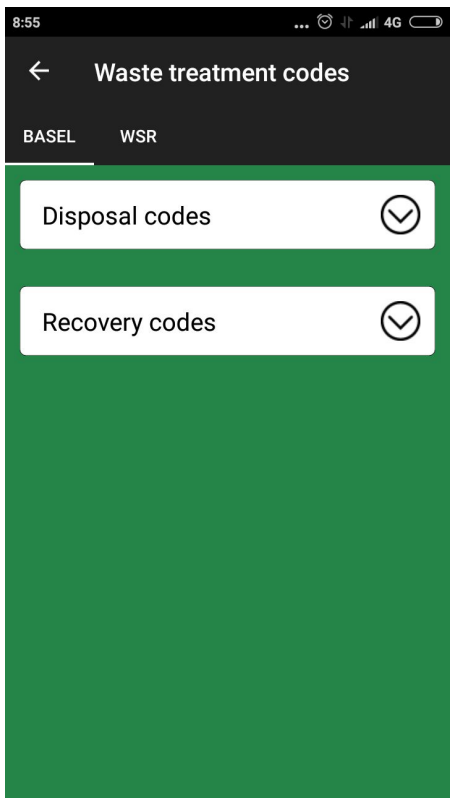 8:55
... 4G
Waste treatment codes
BASEL WSR
Disposal codes
Recovery codes